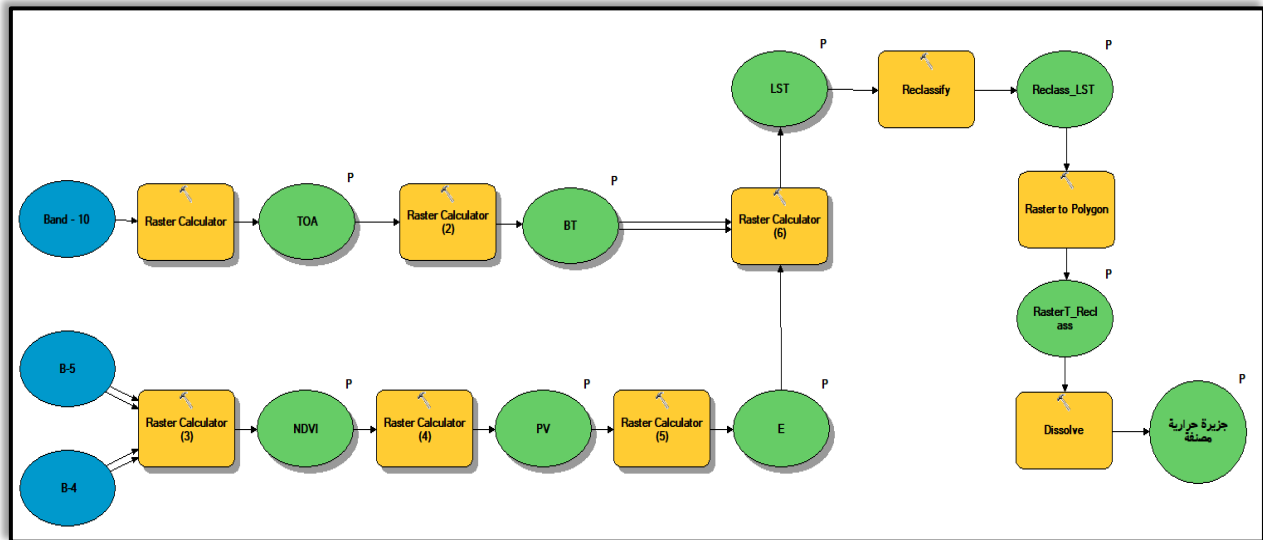 P
LST
Reclassify
P
Reclass_LST
Band - 10
Raster Calculator
P
TOA
Raster Calculator
(2)
P
BT
Raster Calculator
(6)
Raster to Polygon
P
RasterT_Recl
ass
B-5
B-4
Raster Calculator
(3)
P
NDVI
Raster Calculator
(4)
P
PV
Raster Calculator
(5)
P
E
Dissolve
P
جزيرة حرارية
مصنفة